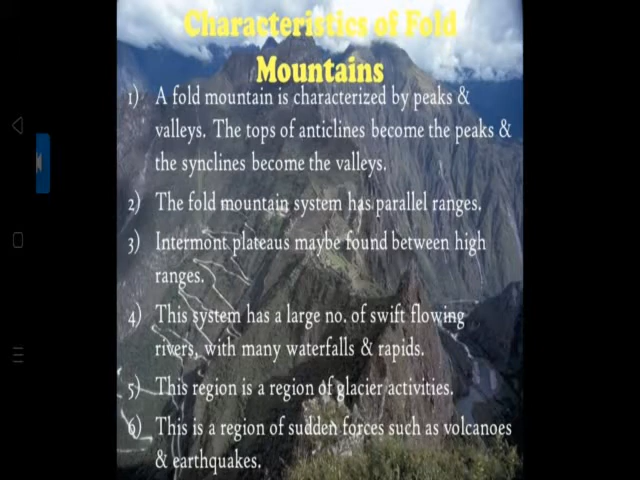 Characteristics of Fold
Mountains
1) A fold mountain is characterized by peaks &
valleys. The tops of anticlines become the peaks &
the synclines become the valleys.
2) The fold mountain system has parallel ranges.
3) Intermont plateaus maybe found between high
ranges.
4) This system has a large no. of swift flowing
rivers, with many waterfalls & rapids.
5) This region is a region of glacier activities.
6) This is a region of sudden forces such as volcanoes
& earthquakes.